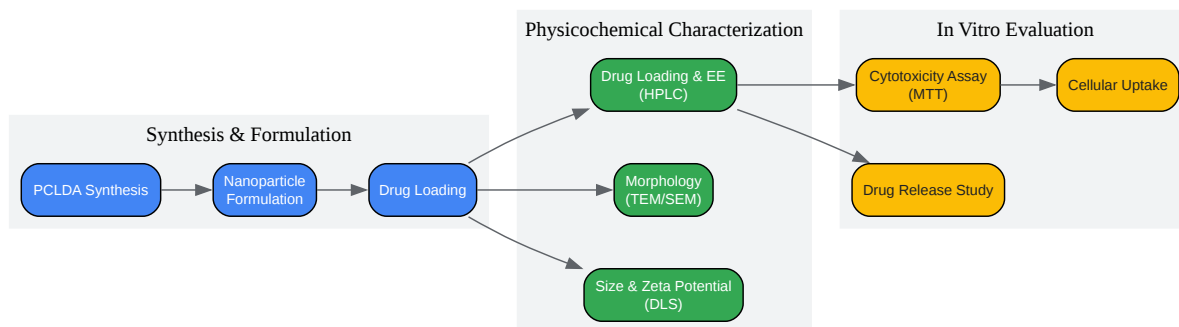 Physicochemical Characterization
In Vitro Evaluation
Drug Loading & EE
(HPLC)
Cytotoxicity Assay
(MTT)
Cellular Uptake
Synthesis & Formulation
PCLDA Synthesis
Nanoparticle
Formulation
Drug Loading
Morphology
(TEM/SEM)
Drug Release Study
Size & Zeta Potential
(DLS)